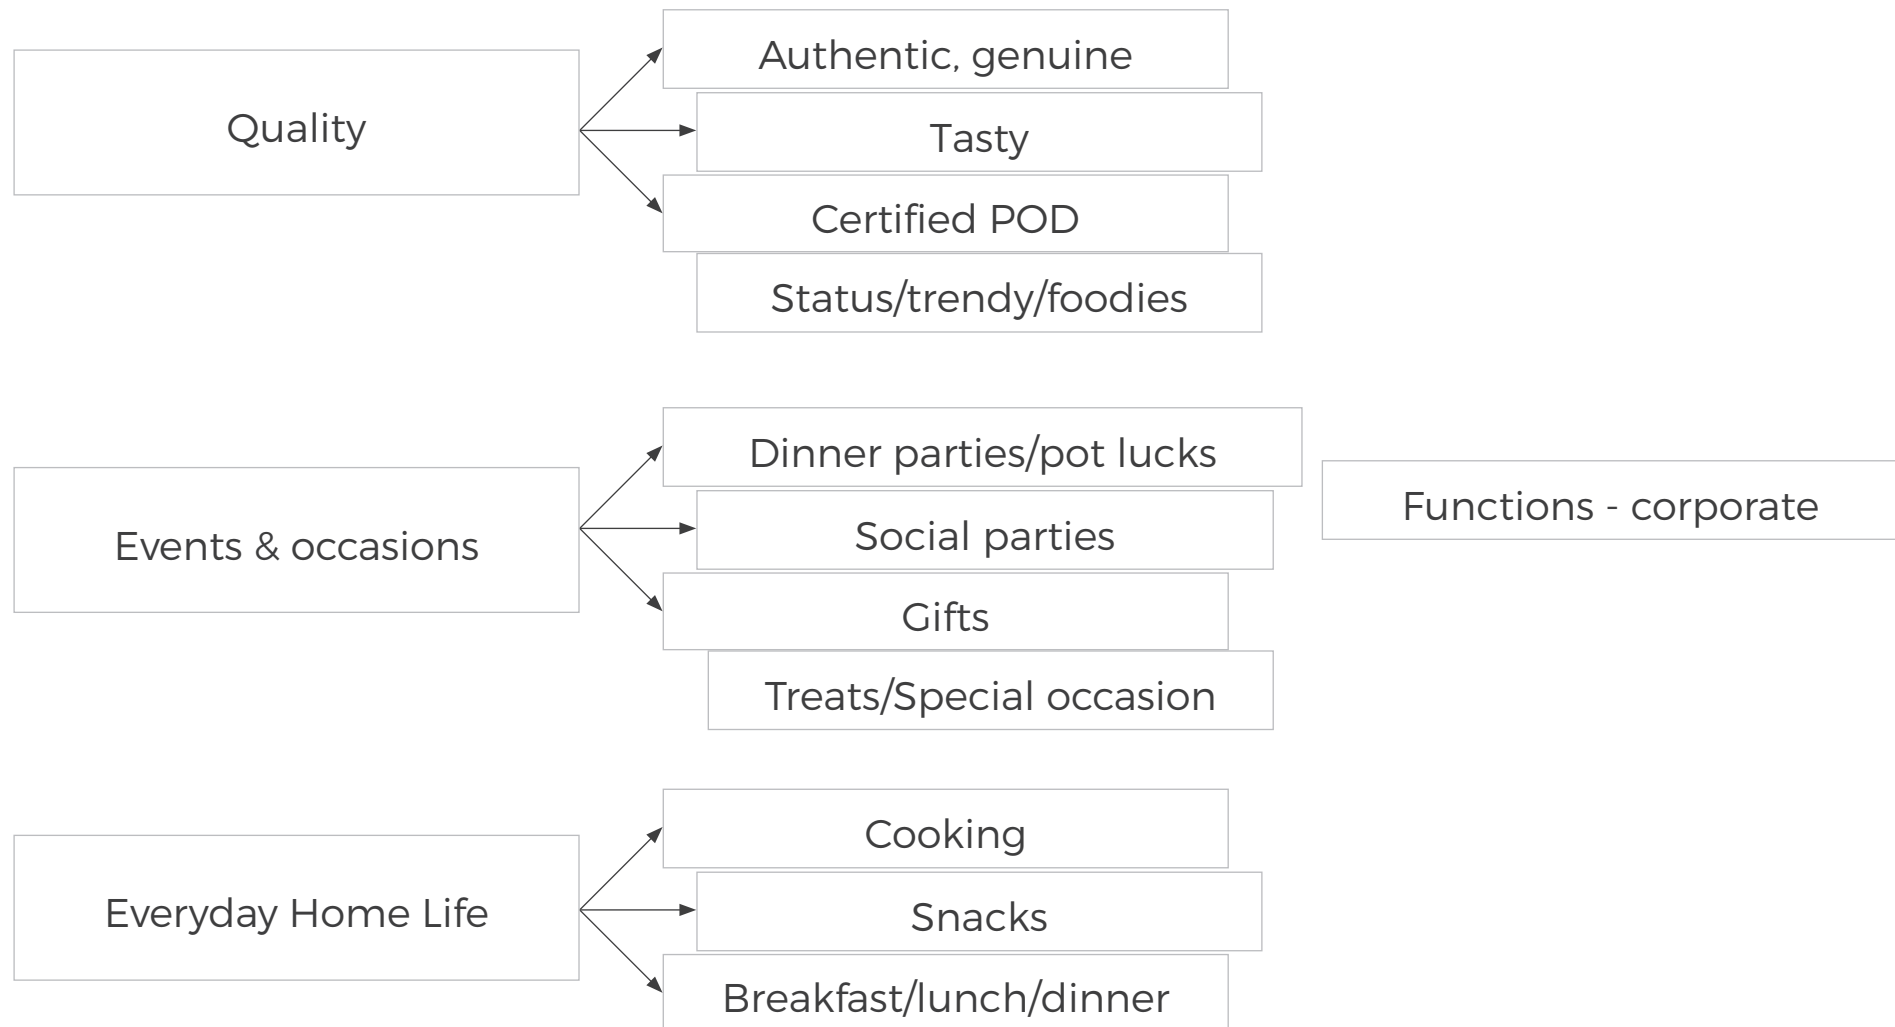 Quality
Authentic, genuine
Tasty
Certified POD
Status/trendy/foodies
Events & occasions
Dinner parties/pot lucks
Social parties
Gifts
Treats/Special occasion
Functions - corporate
Everyday Home Life
Cooking
Snacks
Breakfast/lunch/dinner